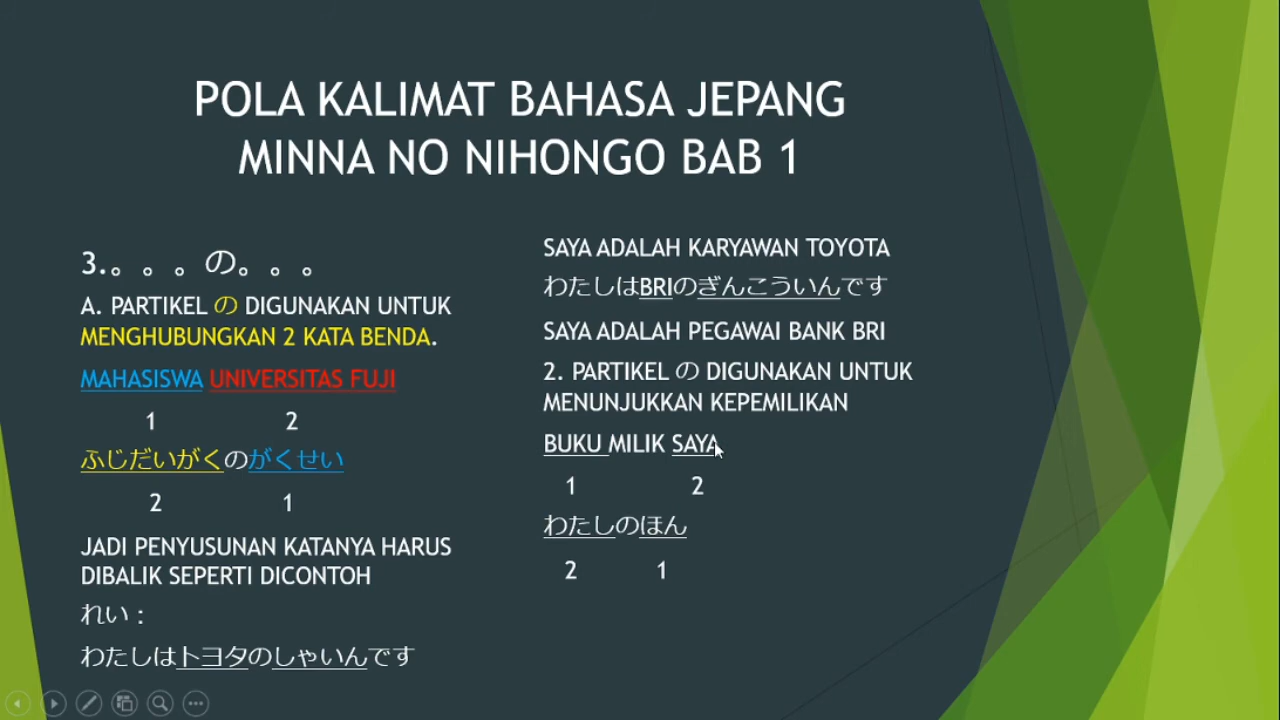 POLA KALIMAT BAHASA JEPANG
MINNA NO NIHONGO BAB 1
3.。。。の。。。
A. PARTIKEL の DIGUNAKAN UNTUK
MENGHUBUNGKAN 2 KATA BENDA.
MAHASISWA UNIVERSITAS FUJI
1 2
ふじだいがくのがくせい
2 1
JADI PENYUSUNAN KATANYA HARUS
DIBALIK SEPERTI DICONTOH
れい :
わたしはトヨタのしゃいんです
SAYA ADALAH KARYAWAN TOYOTA
わたしはBRIのぎんこういんです
SAYA ADALAH PEGAWAI BANK BRI
2. PARTIKEL の DIGUNAKAN UNTUK
MENUNJUKKAN KEPEMILIKAN
BUKU MILIK SAYA
1 2
わたしのほん
2 1